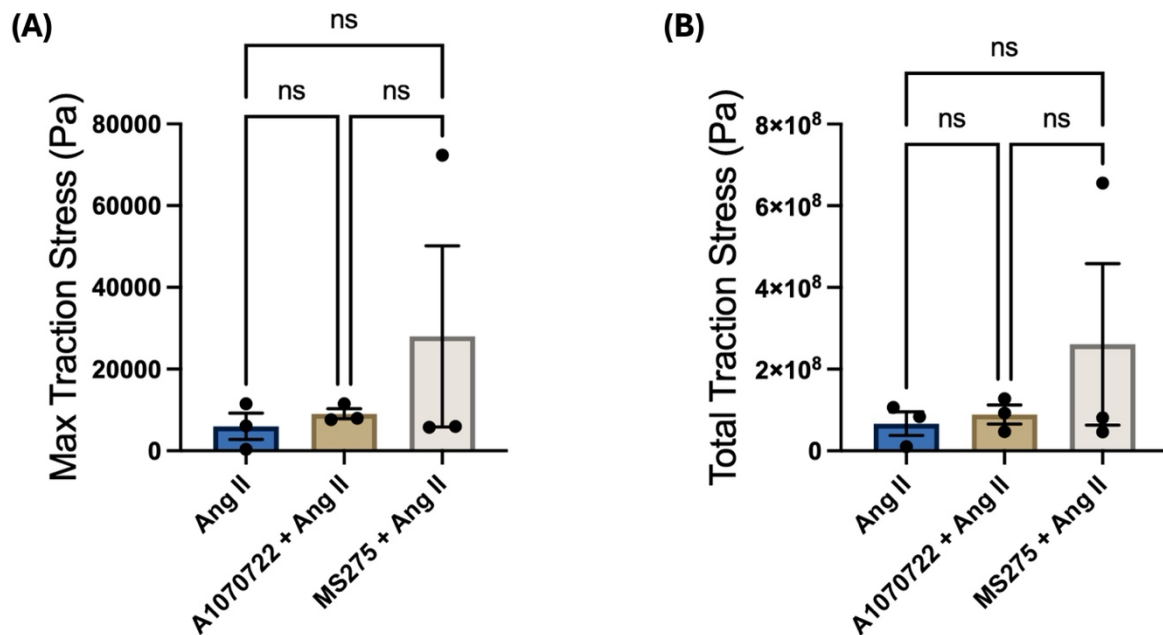 (A)
ns
ns
ns
Max Traction Stress (Pa)
80000
60000
40000
20000
0
Ang II
A1070722 + Ang II
MS275 + Ang II
(B)
ns
ns
ns
Total Traction Stress (Pa)
8×10⁸
6×10⁸
4×10⁸
2×10⁸
0
Ang II
A1070722 + Ang II
MS275 + Ang II